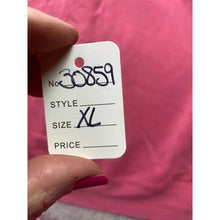 No. 30859
STYLE
SIZE XL
PRICE